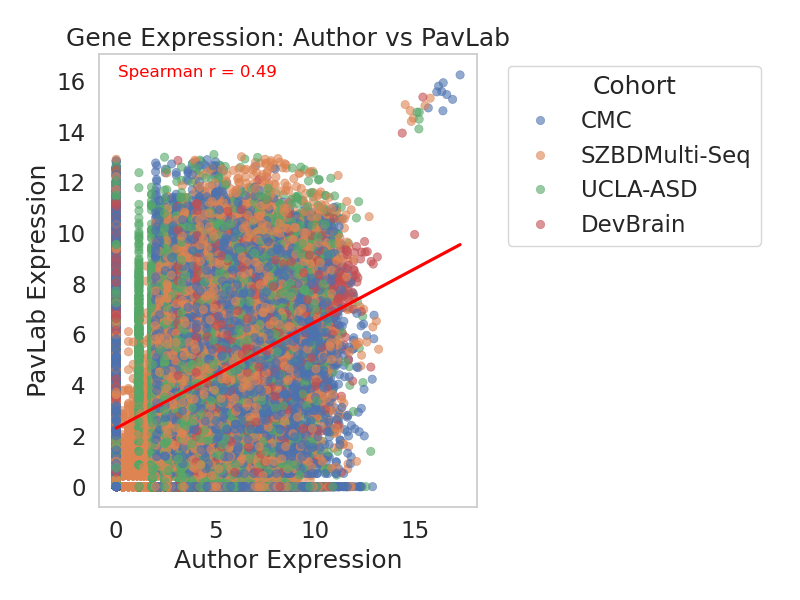 Gene Expression: Author vs PavLab
Spearman r = 0.49
PavLab Expression
16
14
12
10
8
6
4
2
0
0 5 10 15
Author Expression
Cohort
CMC
SZBDMulti-Seq
UCLA-ASD
DevBrain